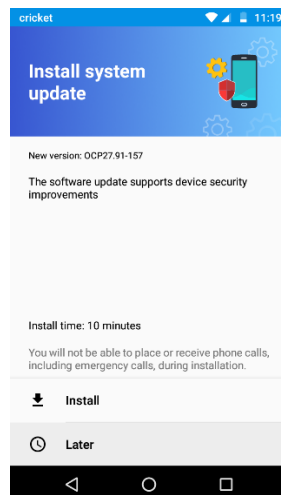 cricket 11:19
Install system
update
New version: OCP27.91-157
The software update supports device security
improvements
Install time: 10 minutes
You will not be able to place or receive phone calls,
including emergency calls, during installation.
Install
Later